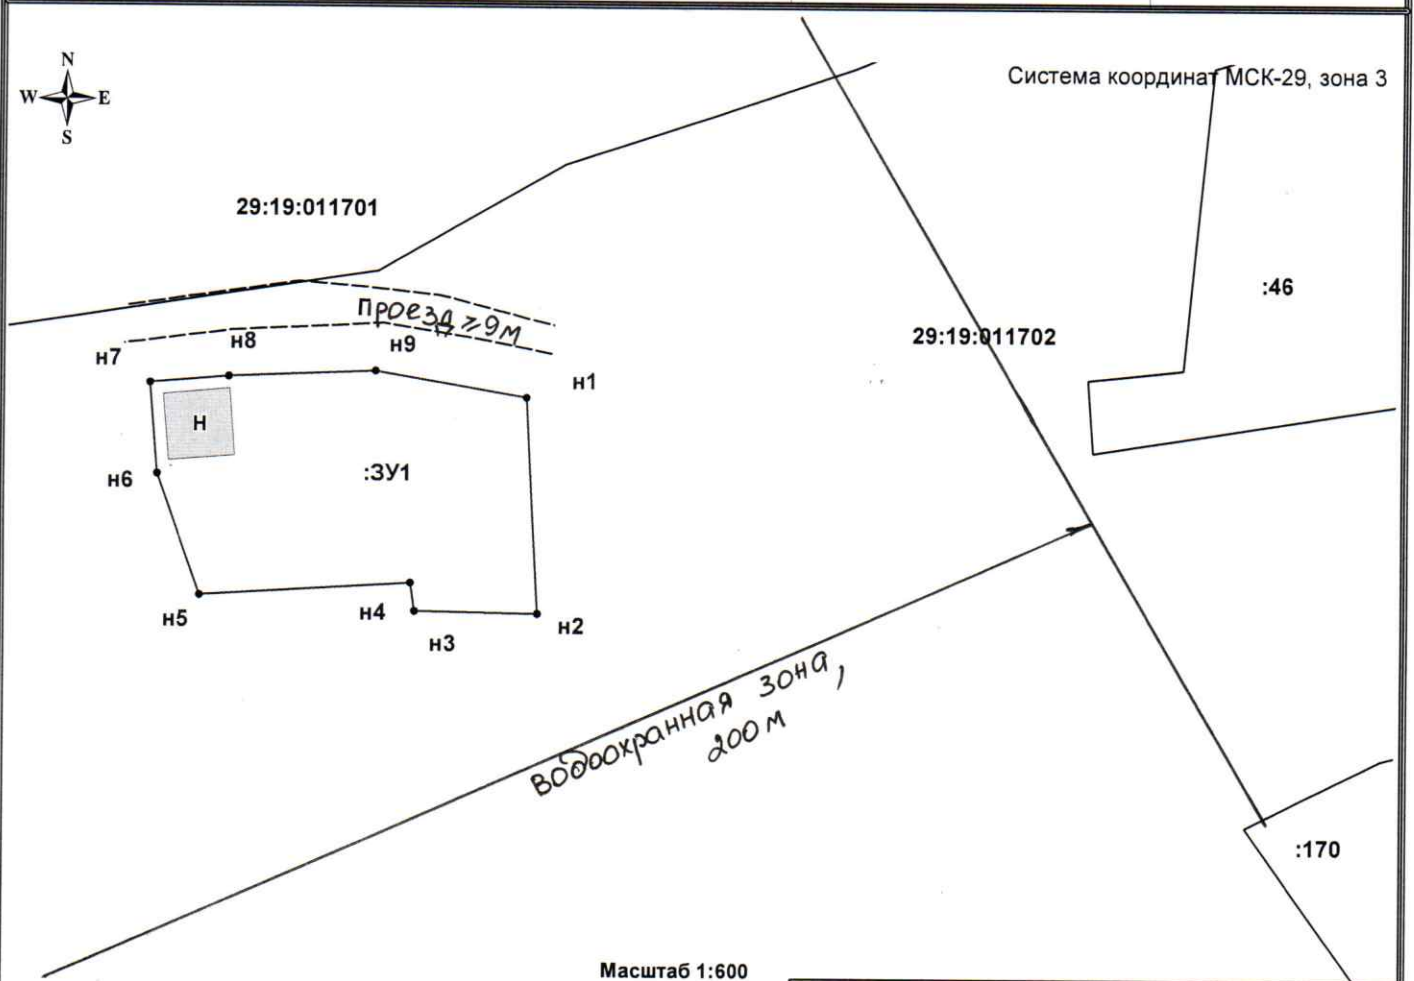 N
W E
S
Система координат МСК-29, зона 3
29:19:011701
:46
Проезд ≥9м
29:19:011702
н7
н8
н9
н1
Н
:ЗУ1
н6
н5
н4
н3
н2
Водоохранная зона,
200 м
:170
Масштаб 1:600